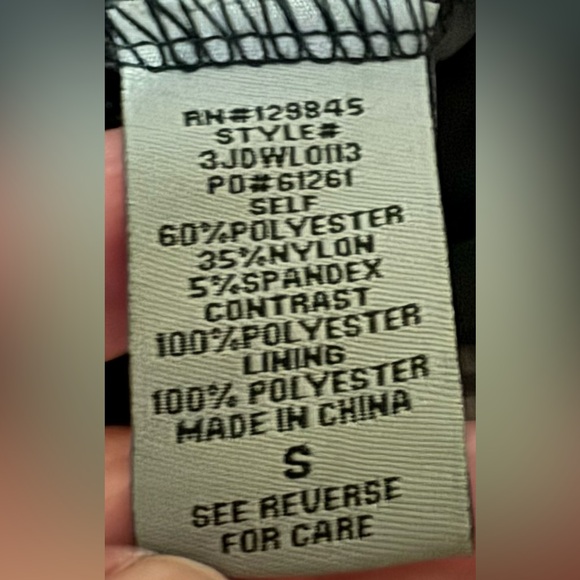 RN#129845
STYLE#
3JDWL0113
PO#61261
SELF
60%POLYESTER
35%NYLON
5%SPANDEX
CONTRAST
100%POLYESTER
LINING
100% POLYESTER
MADE IN CHINA
S
SEE REVERSE
FOR CARE